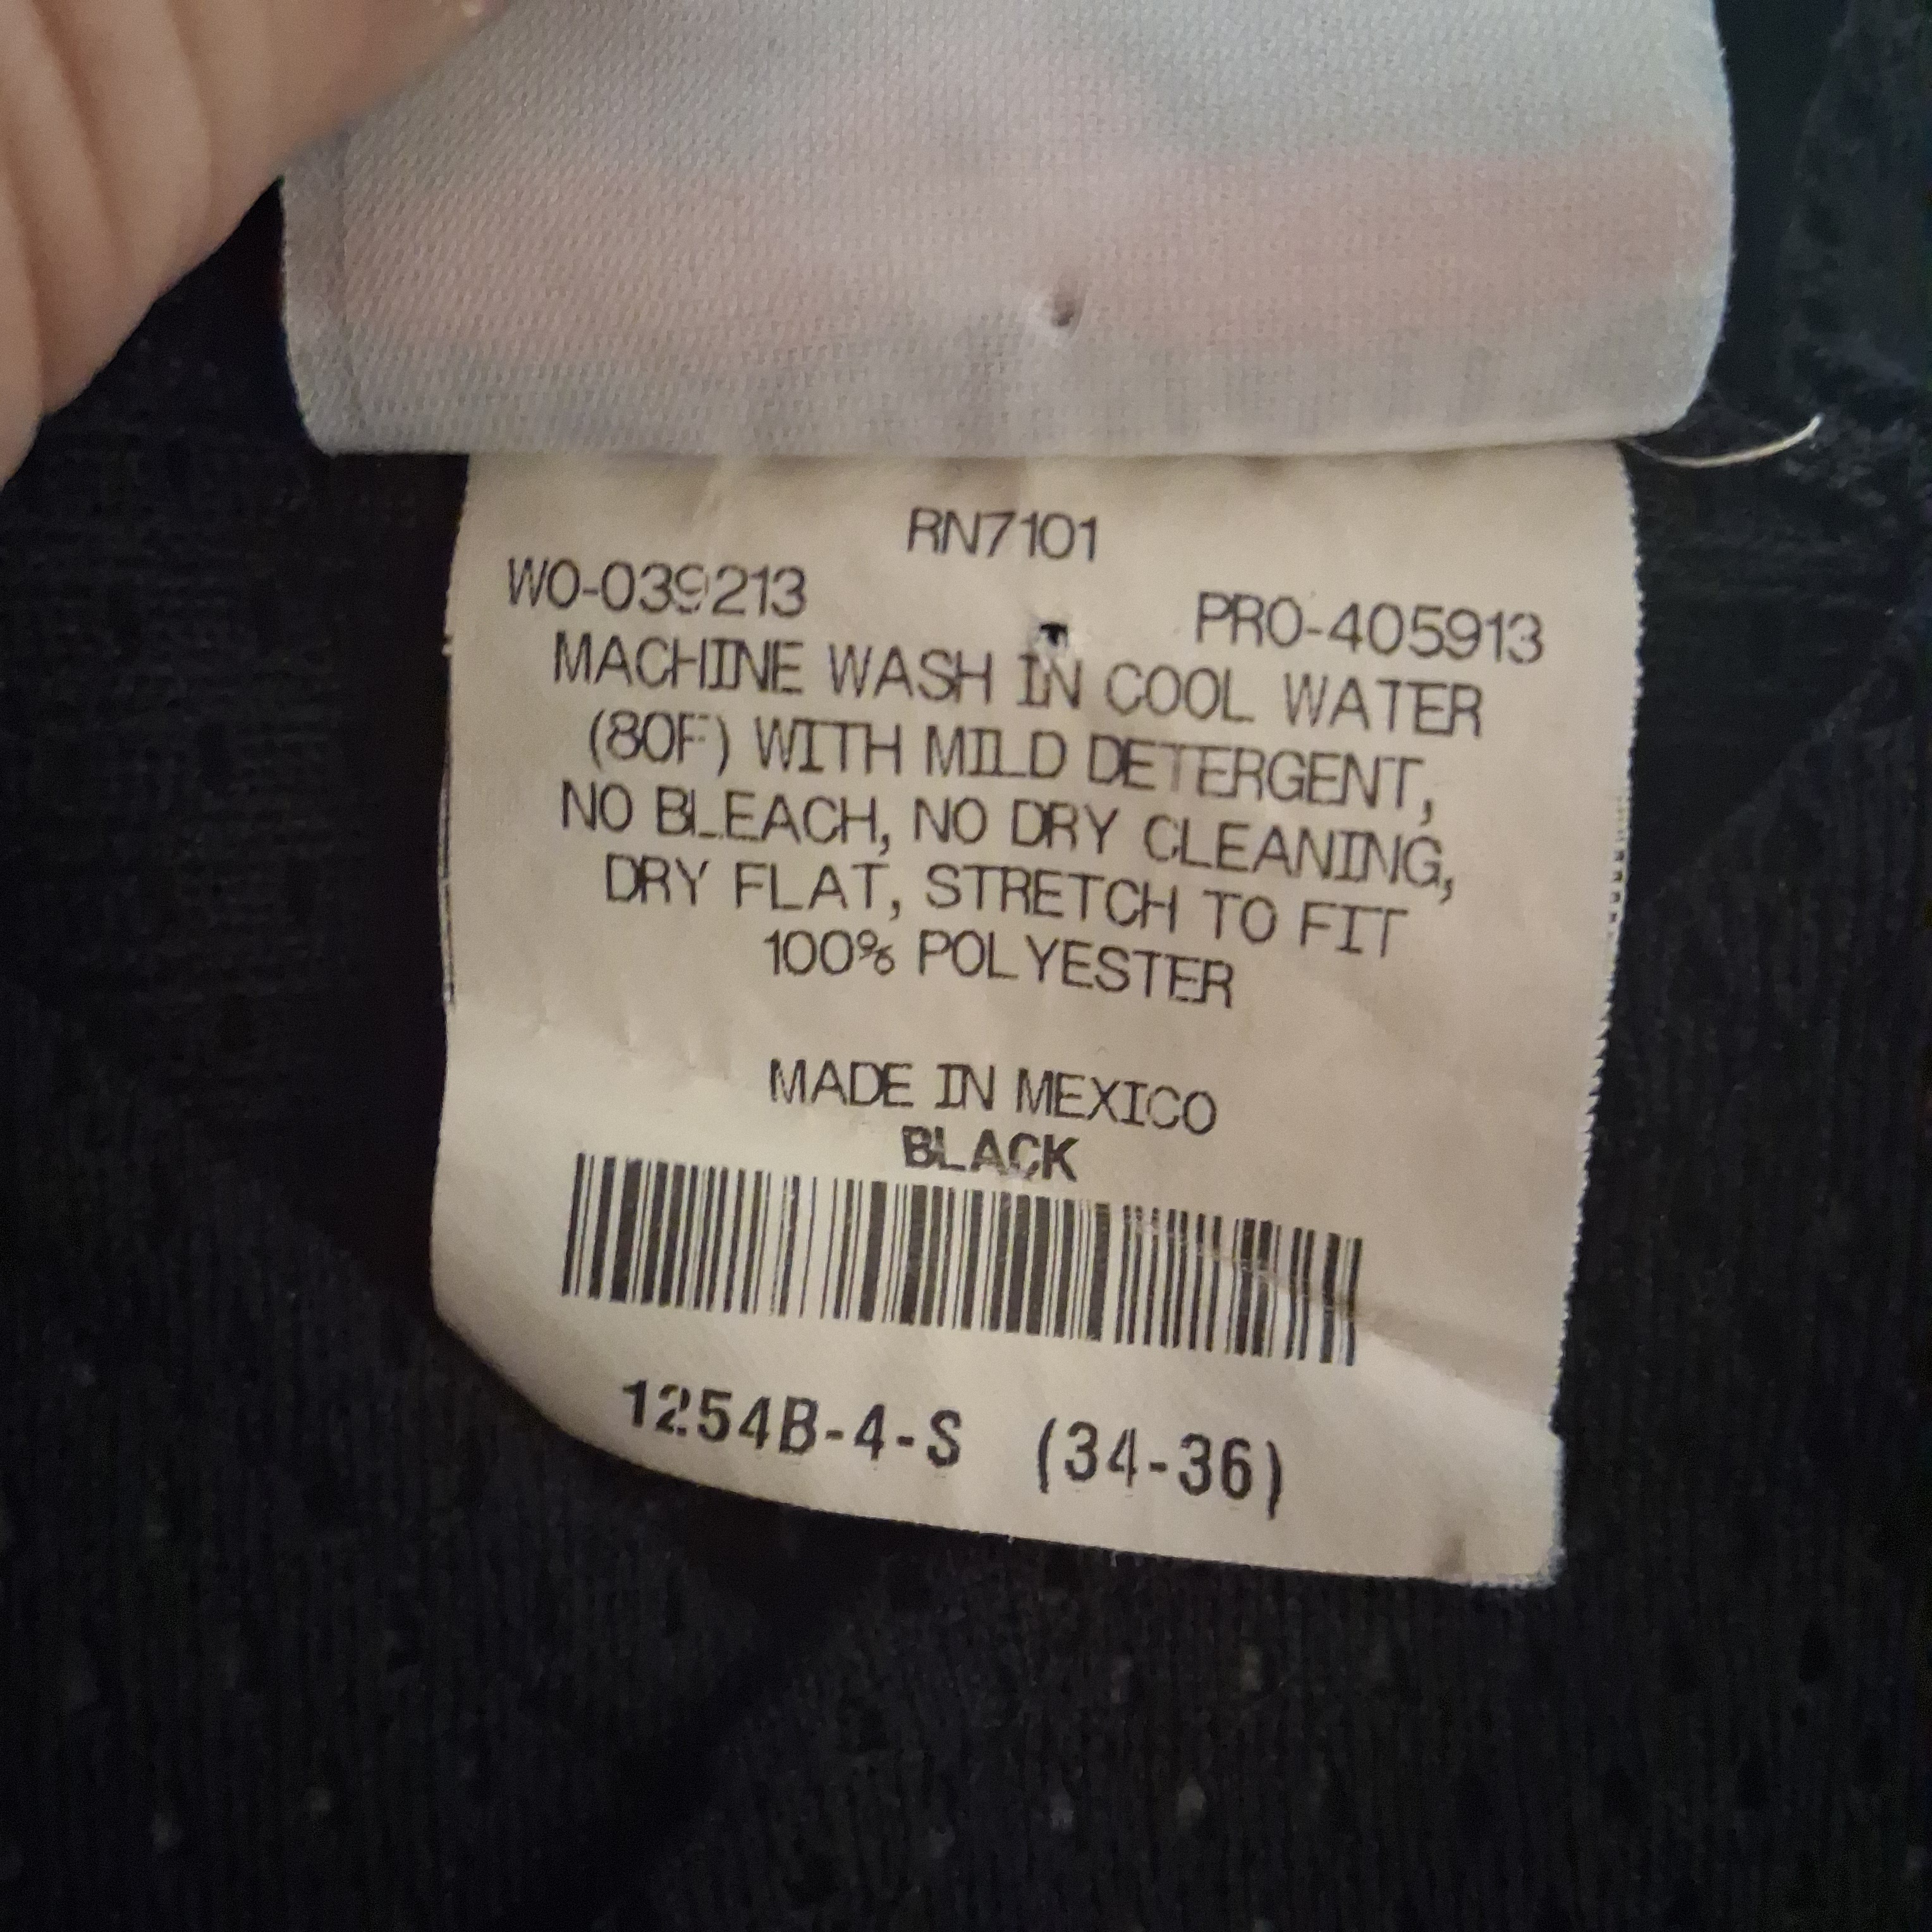 RN7101
WO-039213 PRO-405913
MACHINE WASH IN COOL WATER
(80F) WITH MILD DETERGENT,
NO BLEACH, NO DRY CLEANING,
DRY FLAT, STRETCH TO FIT
100% POLYESTER
MADE IN MEXICO
BLACK
1254B-4-S (34-36)